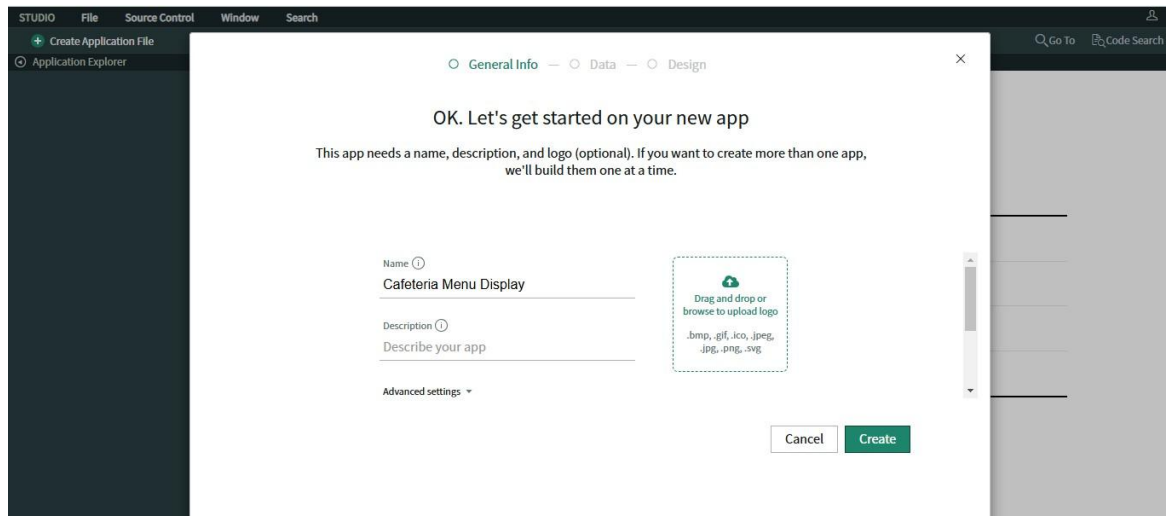 STUDIO File Source Control Window Search
Create Application File
Go To Code Search
Application Explorer
General Info — Data — Design
OK. Let's get started on your new app
This app needs a name, description, and logo (optional). If you want to create more than one app,
we'll build them one at a time.
Name
Cafeteria Menu Display
Description
Describe your app
Advanced settings
Drag and drop or
browse to upload logo
.bmp, .gif, .ico, .jpeg,
.jpg, .png, .svg
Cancel Create